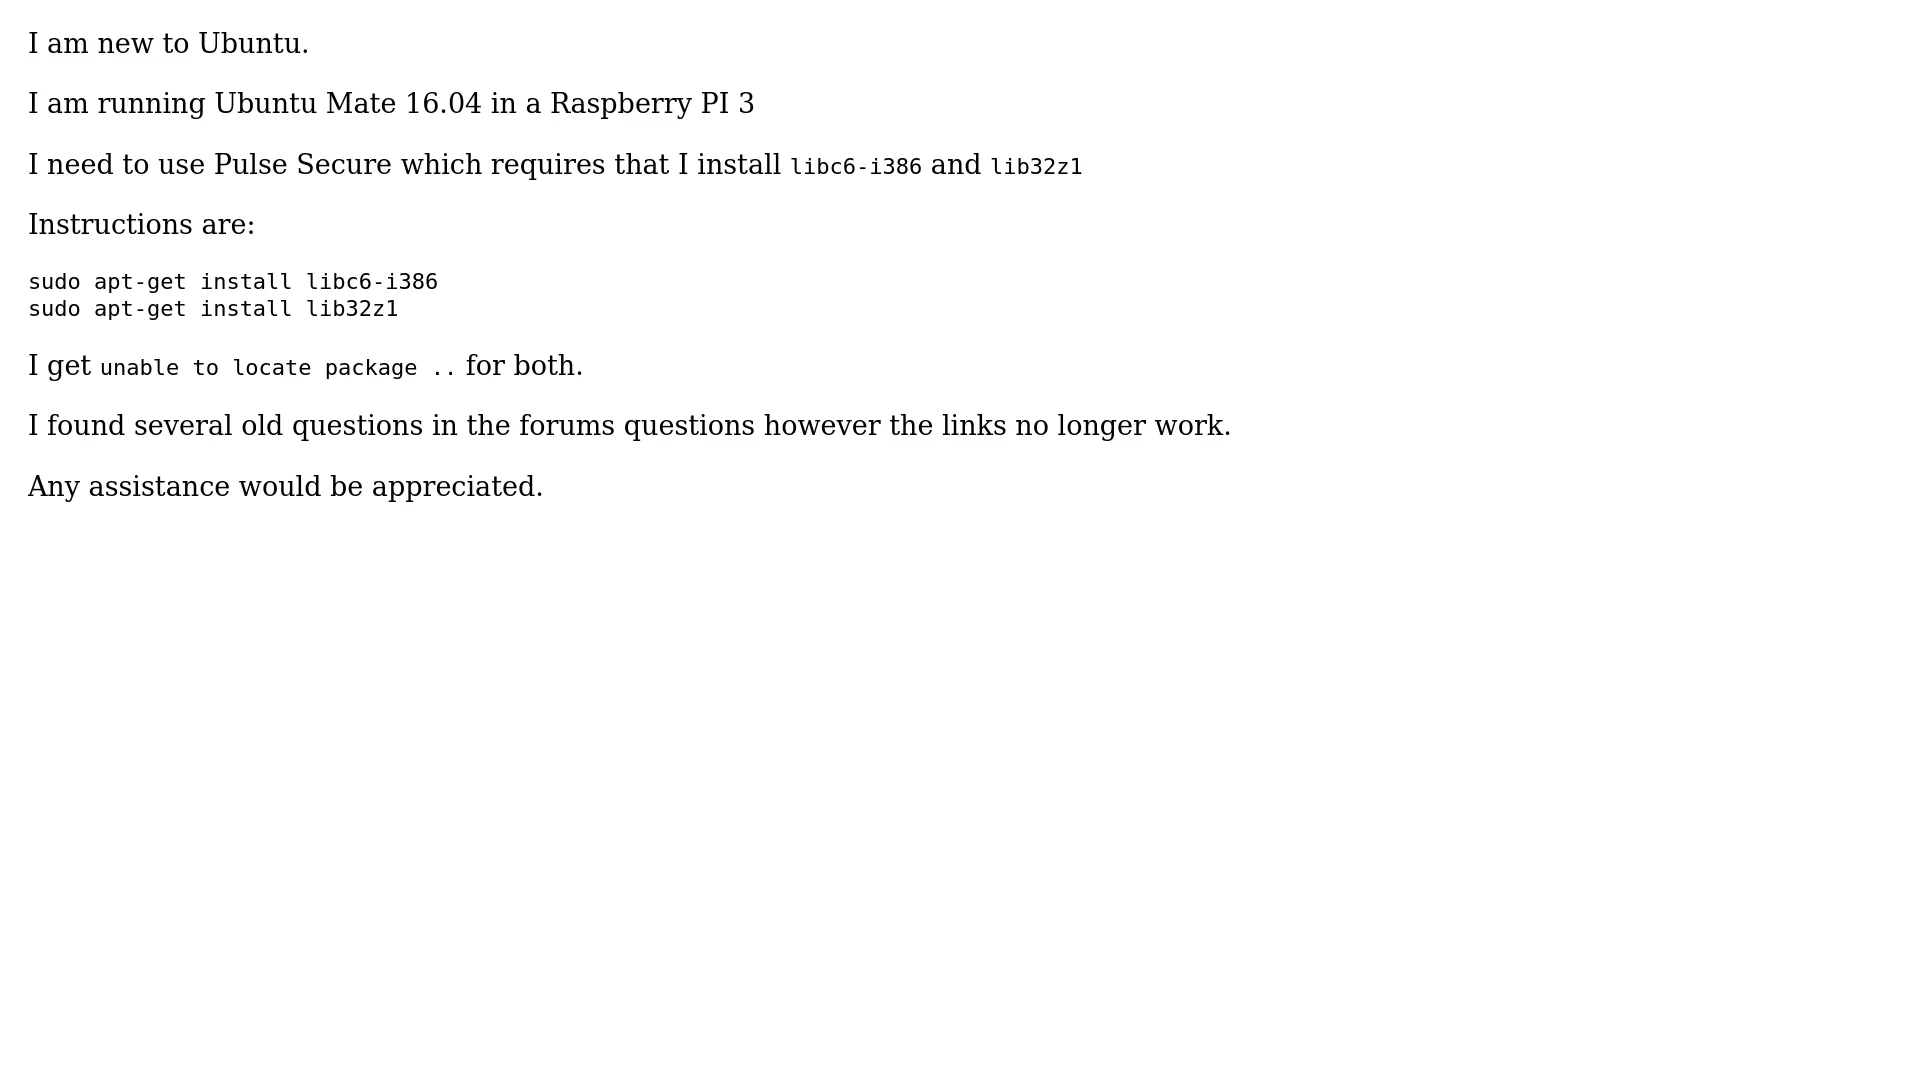 I am new to Ubuntu.
I am running Ubuntu Mate 16.04 in a Raspberry PI 3
I need to use Pulse Secure which requires that I install libc6-i386 and lib32z1
Instructions are:
sudo apt-get install libc6-i386
sudo apt-get install lib32z1
I get unable to locate package .. for both.
I found several old questions in the forums questions however the links no longer work.
Any assistance would be appreciated.